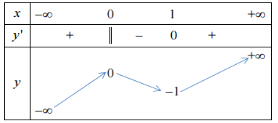 x −∞ 0 1 +∞
y' + || − 0 +
+∞
0
y
−1
−∞